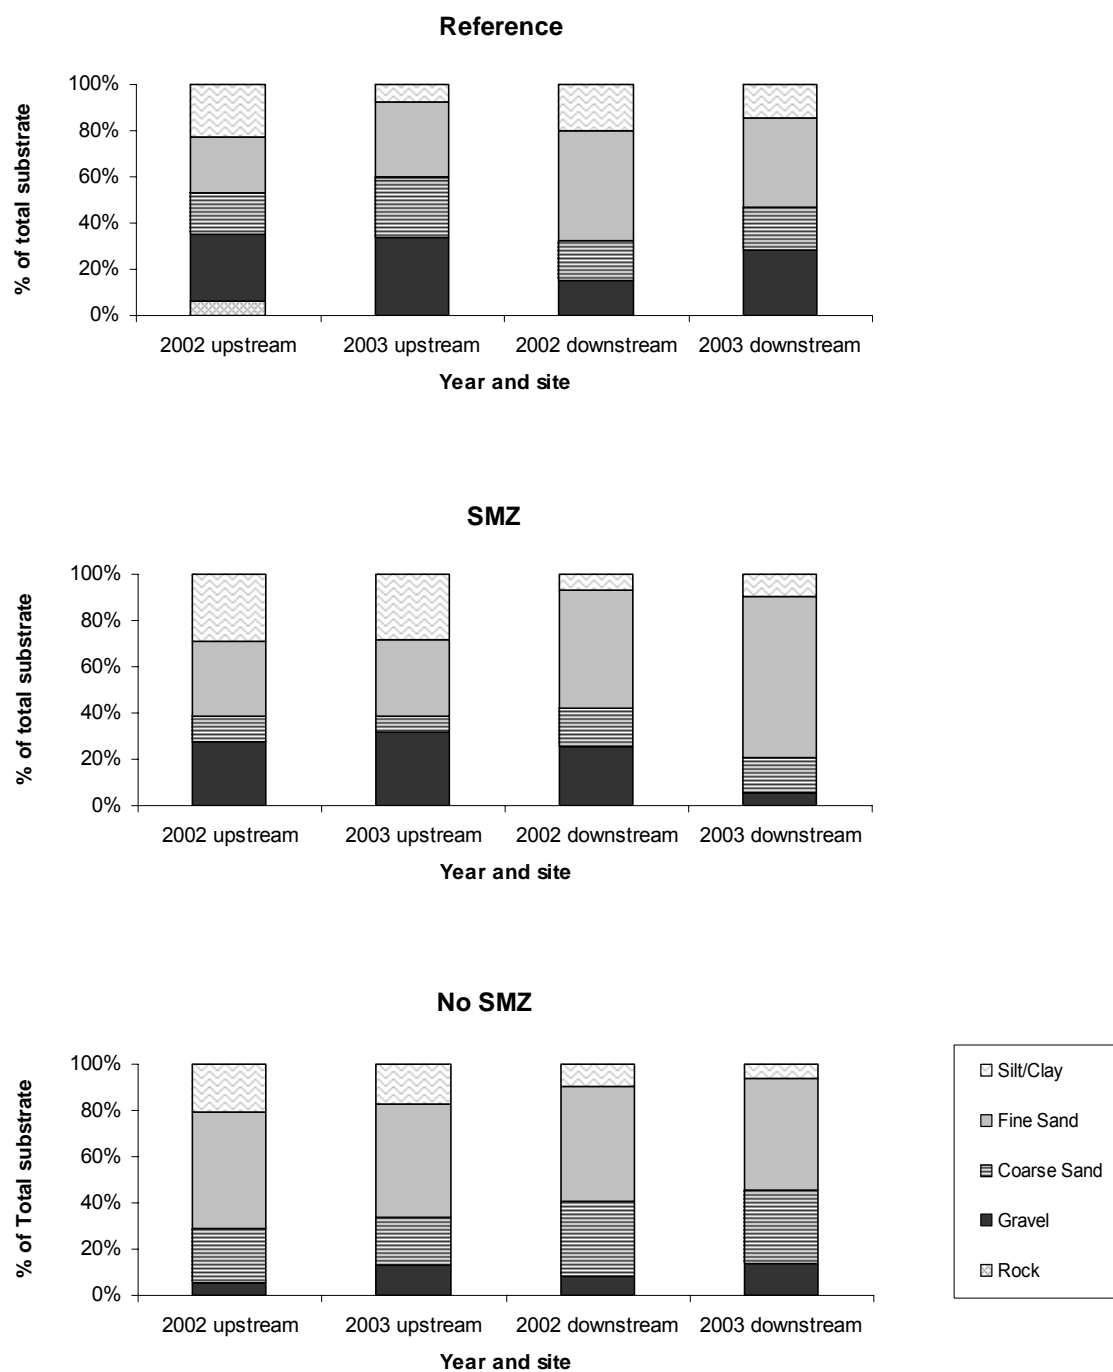 Reference
% of total substrate
100%
80%
60%
40%
20%
0%
2002 upstream 2003 upstream 2002 downstream 2003 downstream
Year and site
SMZ
% of total substrate
100%
80%
60%
40%
20%
0%
2002 upstream 2003 upstream 2002 downstream 2003 downstream
Year and site
No SMZ
% of Total substrate
100%
80%
60%
40%
20%
0%
2002 upstream 2003 upstream 2002 downstream 2003 downstream
Year and site
Silt/Clay
Fine Sand
Coarse Sand
Gravel
Rock